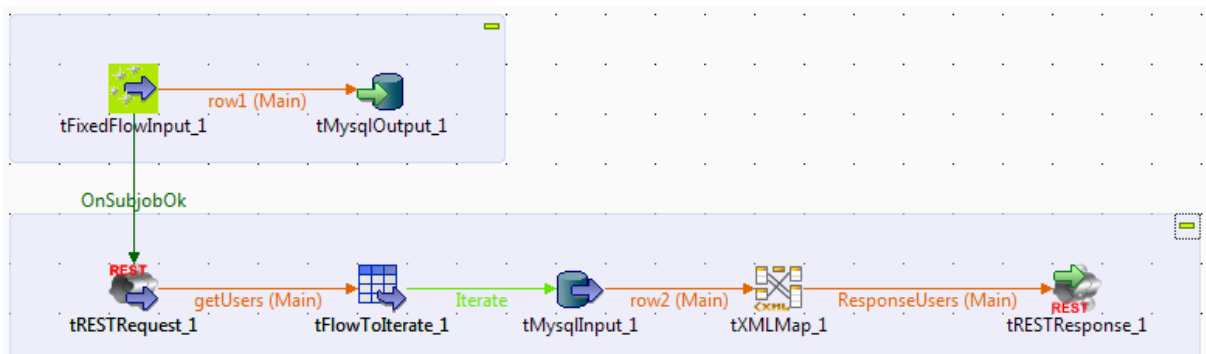 row1 (Main)
tFixedFlowInput_1 tMysqlOutput_1
OnSubjobOk
REST
getUsers (Main) Iterate row2 (Main) <XML> ResponseUsers (Main) REST
tRESTRequest_1 tFlowToIterate_1 tMysqlInput_1 tXMLMap_1 tRESTResponse_1